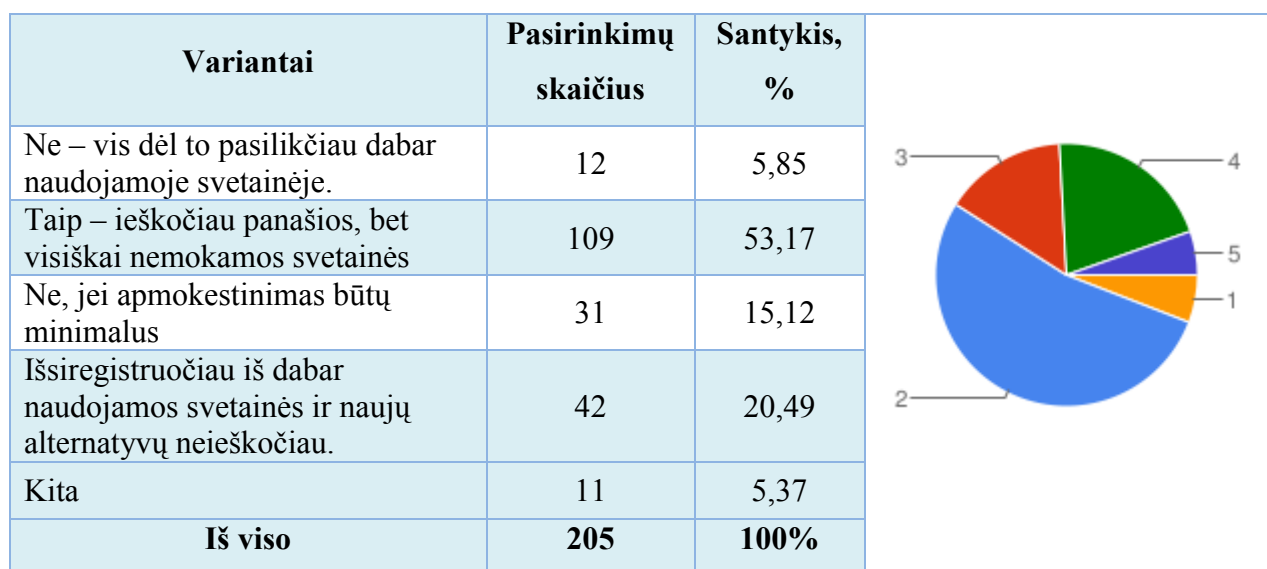 Variantai
Pasirinkimų
skaičius
Santykis,
%
Ne – vis dėl to pasilikčiau dabar
naudojamoje svetainėje.
12
5,85
Taip – ieškočiau panašios, bet
visiškai nemokamos svetainės
109
53,17
Ne, jei apmokestinimas būtų
minimalus
31
15,12
Išsiregistruočiau iš dabar
naudojamos svetainės ir naujų
alternatyvų neieškočiau.
42
20,49
Kita
11
5,37
Iš viso
205
100%
3
4
5
1
2